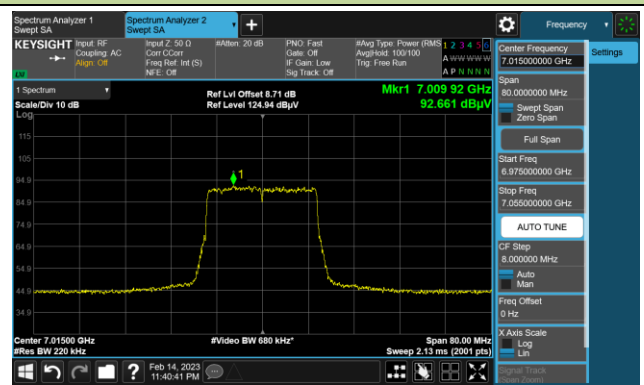 Spectrum Analyzer 1
Swept SA
Spectrum Analyzer 2
Swept SA
+
Frequency
KEYSIGHT
LW
Input: RF
Coupling: AC
Align: Off
Input Z: 50 Ω
Corr CCorr
Freq Ref: Int (S)
NFE: Off
#Atten: 20 dB
PNO: Fast
Gate: Off
IF Gain: Low
Sig Track: Off
#Avg Type: Power (RMS
Avg|Hold: 100/100
Trig: Free Run
1 2 3 4 5 6
A W W W W W
A P N N N N
1 Spectrum
Scale/Div 10 dB
Log
Ref Lvl Offset 8.71 dB
Ref Level 124.94 dBµV
Mkr1 7.009 92 GHz
92.661 dBµV
115
105
94.9
84.9
74.9
64.9
54.9
44.9
34.9
1
Center 7.01500 GHz
#Res BW 220 kHz
#Video BW 680 kHz*
Span 80.00 MHz
Sweep 2.13 ms (2001 pts)
Center Frequency
7.015000000 GHz
Settings
Span
80.0000000 MHz
Swept Span
Zero Span
Full Span
Start Freq
6.975000000 GHz
Stop Freq
7.055000000 GHz
AUTO TUNE
CF Step
8.000000 MHz
Auto
Man
Freq Offset
0 Hz
X Axis Scale
Log
Lin
Signal Track
(Span Zoom)
?
Feb 14, 2023
11:40:41 PM